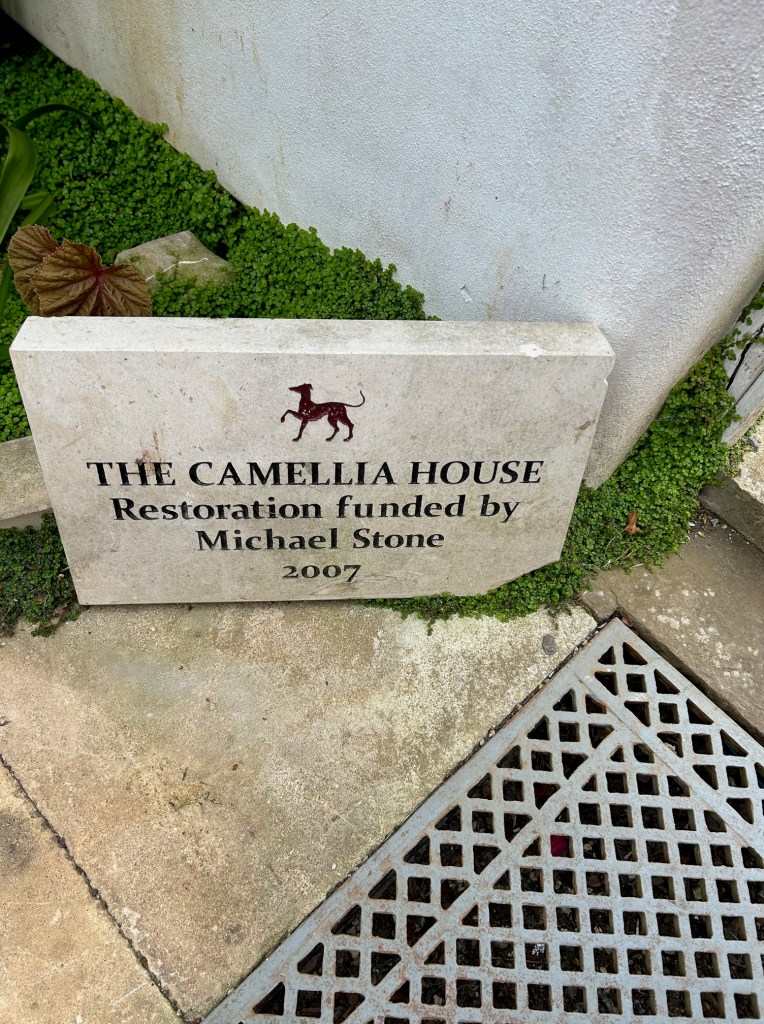 THE CAMELLIA HOUSE
Restoration funded by
Michael Stone
2007